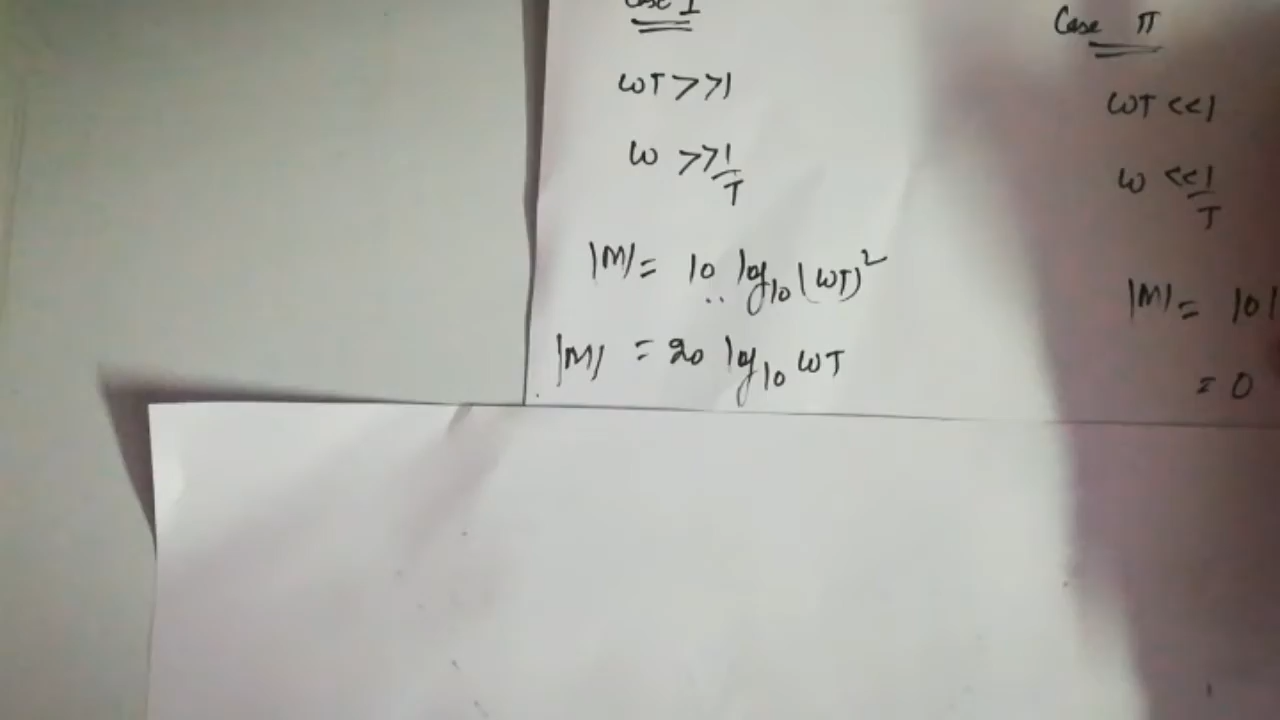 Case I
ωT >>1
ω >>1/T
|M| = 10 log10 (ωT)²
|M| = 20 log10 ωT
Case II
ωT <<1
ω <<1/T
|M| = 10
= 0